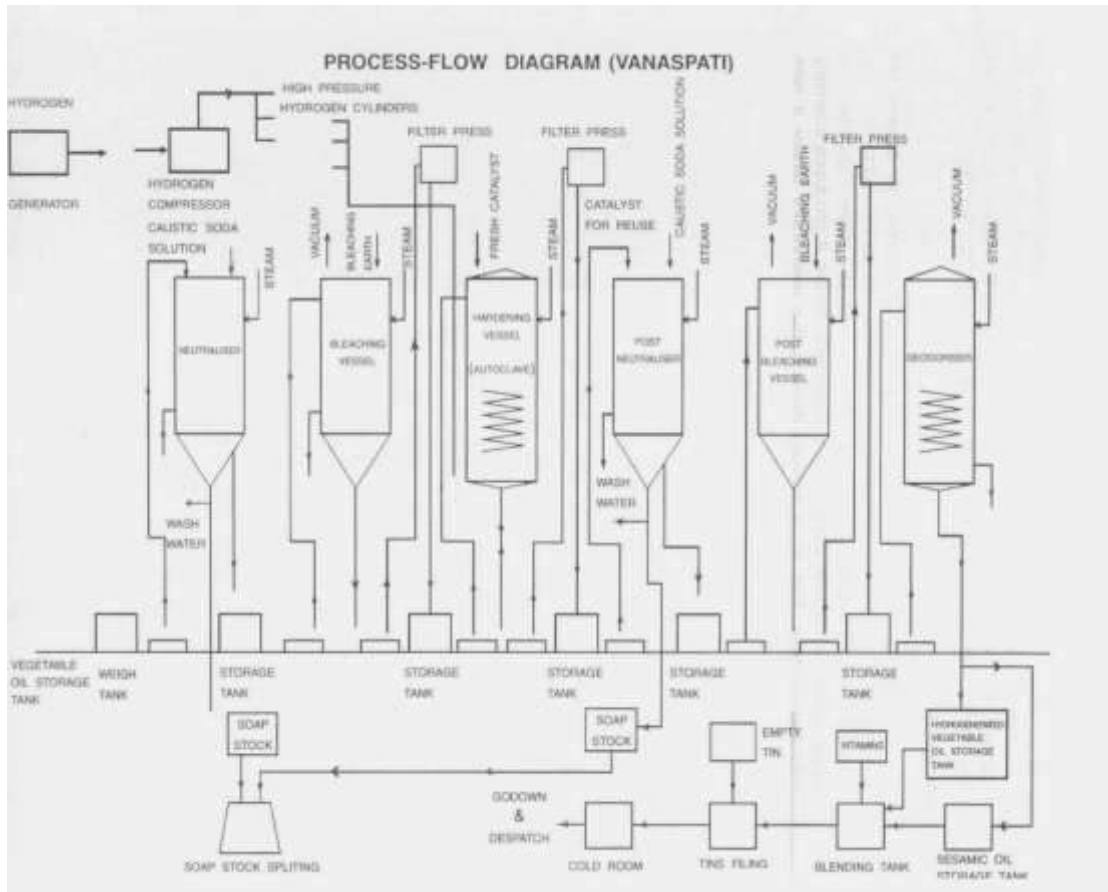 PROCESS-FLOW DIAGRAM (VANASPATI)
HYDROGEN
GENERATOR
HYDROGEN
COMPRESSOR
HIGH PRESSURE
HYDROGEN CYLINDERS
CAUSTIC SODA
SOLUTION
STEAM
NEUTRALISER
WASH
WATER
VACUUM
BLEACHING
EARTH
STEAM
BLEACHING
VESSEL
FILTER PRESS
FRESH CATALYST
STEAM
HARDENING
VESSEL
(AUTOCLAVE)
FILTER PRESS
CATALYST
FOR REUSE
CAUSTIC SODA SOLUTION
STEAM
POST
NEUTRALISER
WASH
WATER
VACUUM
BLEACHING EARTH
STEAM
POST
BLEACHING
VESSEL
FILTER PRESS
VACUUM
STEAM
DEODORISER
VEGETABLE
OIL STORAGE
TANK
WEIGH
TANK
STORAGE
TANK
STORAGE
TANK
STORAGE
TANK
STORAGE
TANK
STORAGE
TANK
SOAP
STOCK
SOAP
STOCK
EMPTY
TIN
VITAMINS
VEGETABLE
OIL STORAGE
TANK
SOAP STOCK SPLITING
GODOWN
&
DESPATCH
COLD ROOM
TINS FILING
BLENDING TANK
SESAMIC OIL
STORAGE TANK